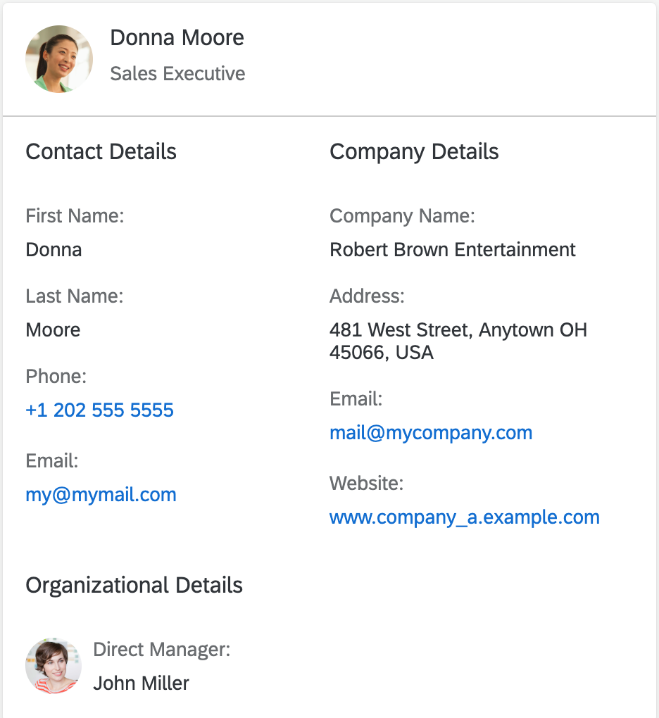 Donna Moore
Sales Executive
Contact Details
First Name:
Donna
Last Name:
Moore
Phone:
+1 202 555 5555
Email:
my@mymail.com
Company Details
Company Name:
Robert Brown Entertainment
Address:
481 West Street, Anytown OH
45066, USA
Email:
mail@mycompany.com
Website:
www.company_a.example.com
Organizational Details
Direct Manager:
John Miller